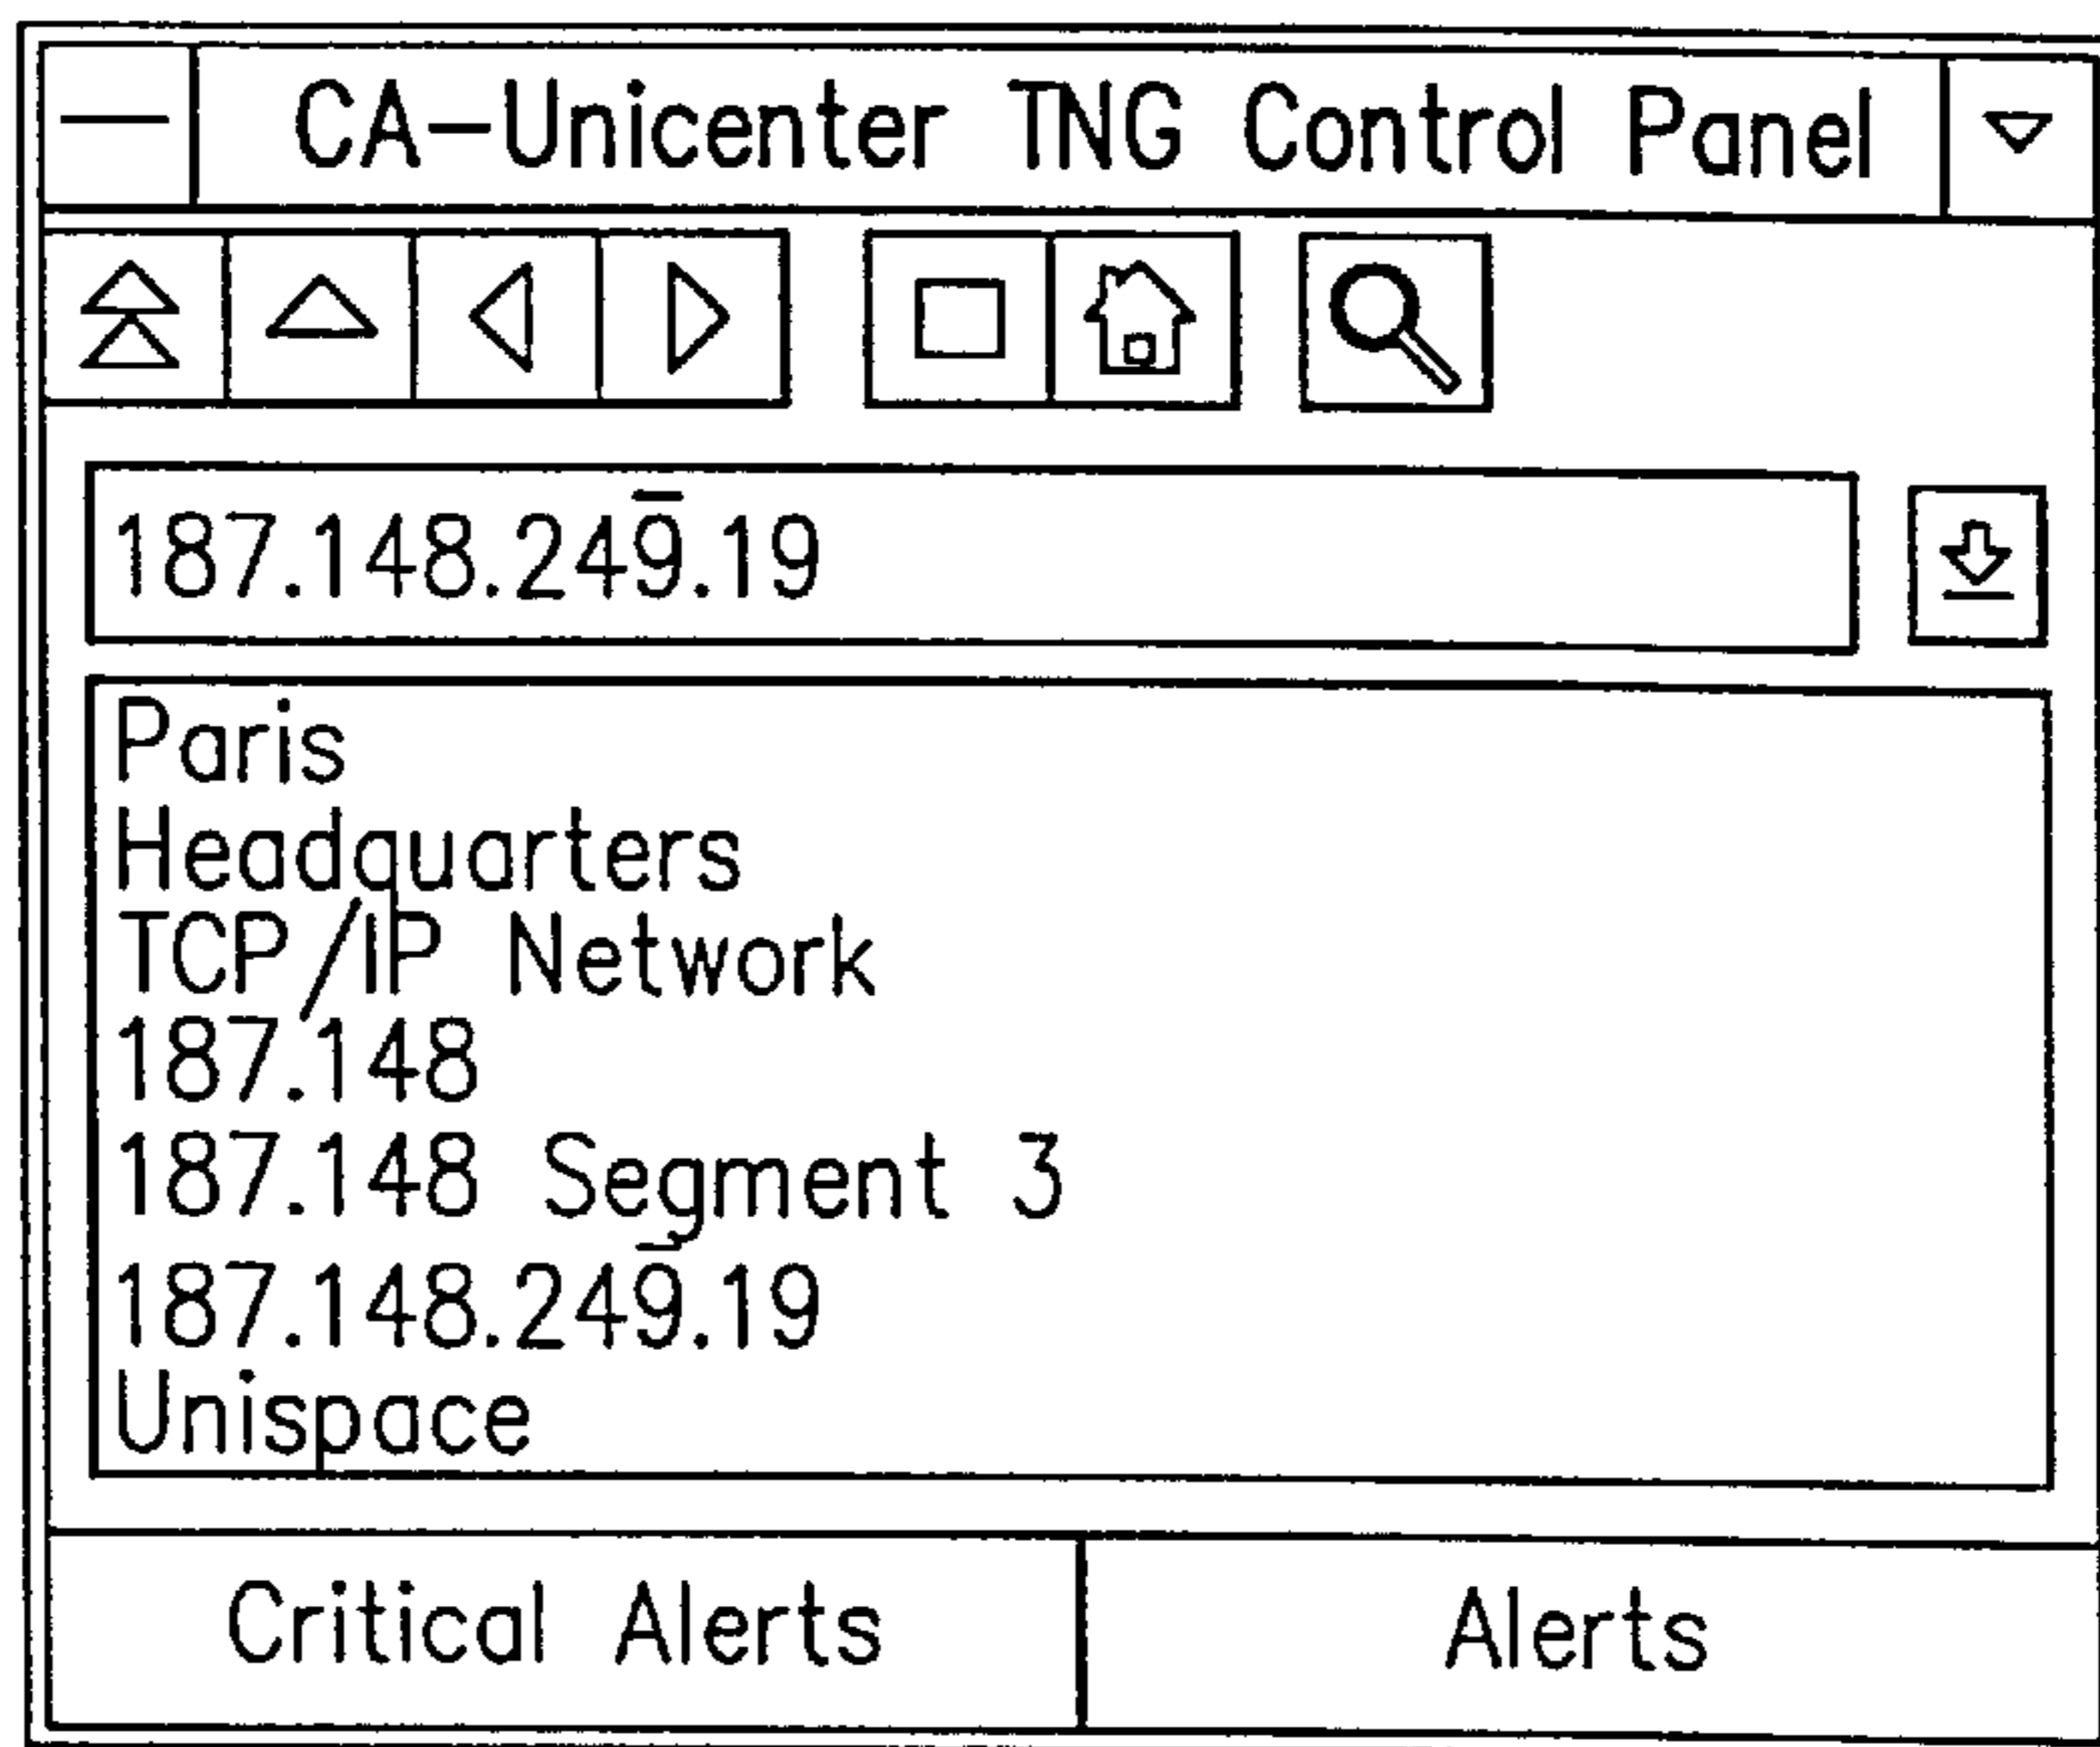 CA-Unicenter TNG Control Panel
187.148.249.19
Paris
Headquarters
TCP/IP Network
187.148
187.148 Segment 3
187.148.249.19
Unispace
Critical Alerts
Alerts